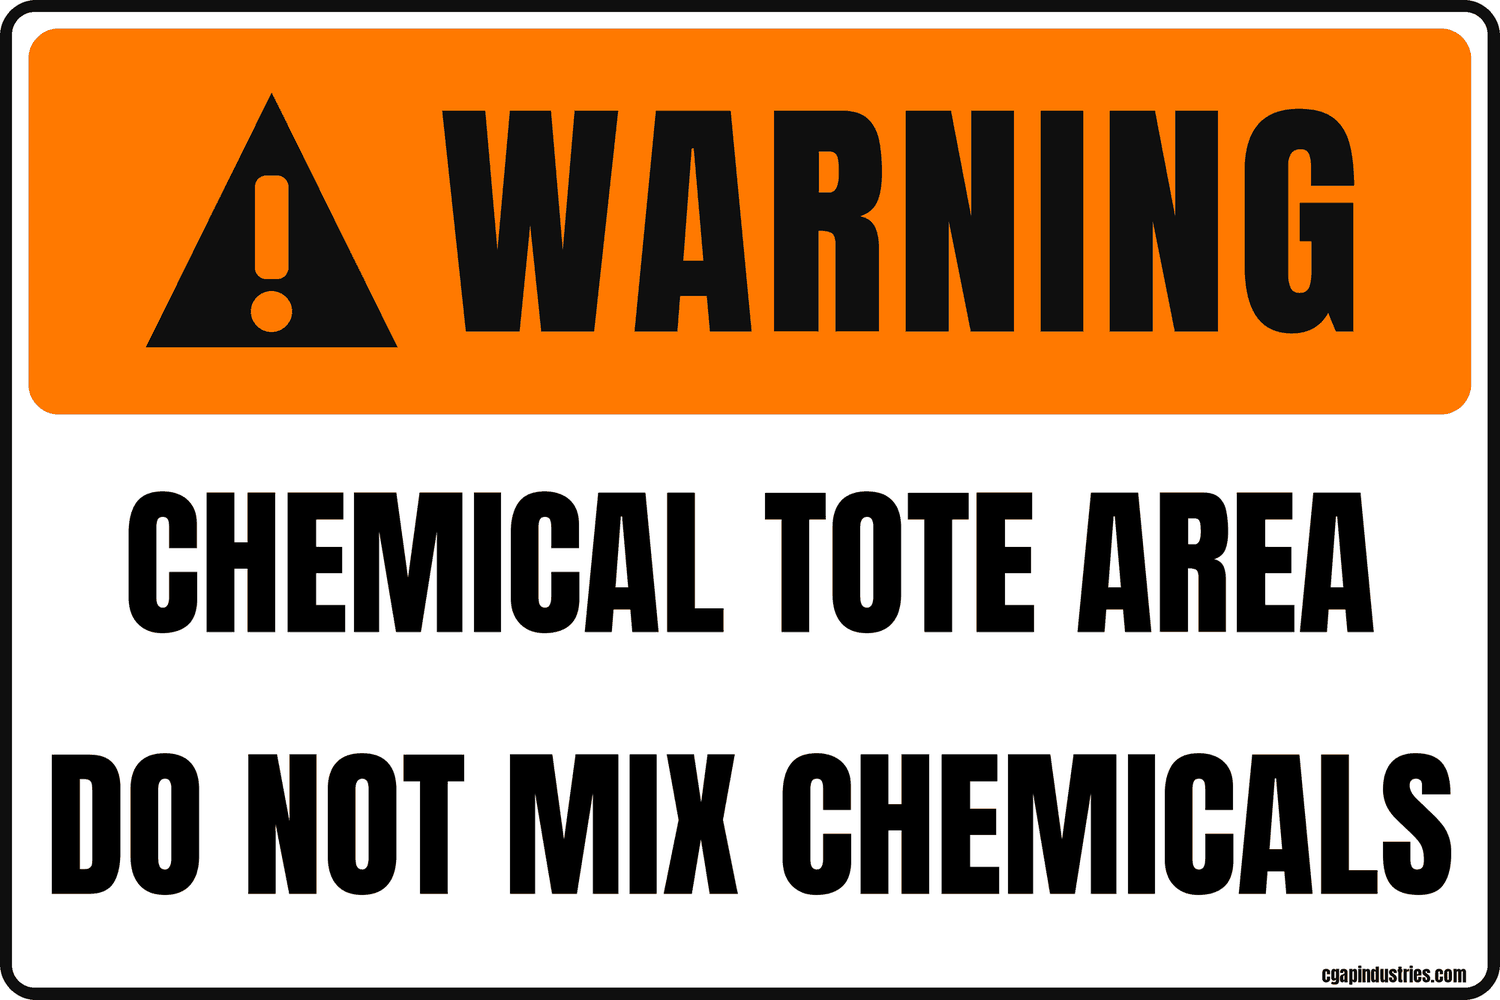 WARNING
CHEMICAL TOTE AREA
DO NOT MIX CHEMICALS
cgapindustries.com